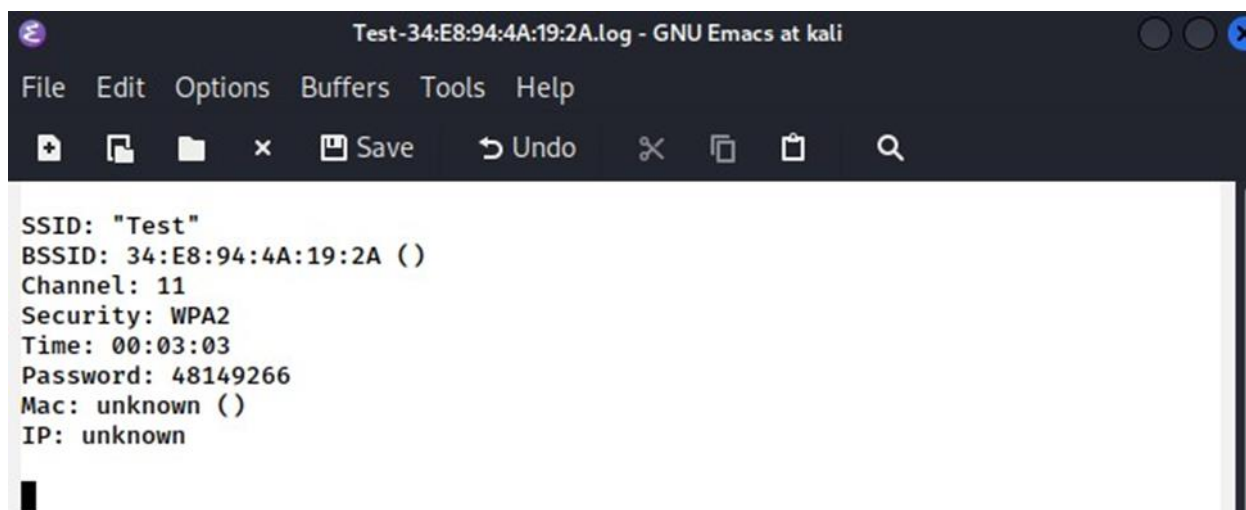 Test-34:E8:94:4A:19:2A.log - GNU Emacs at kali
File Edit Options Buffers Tools Help
Save Undo
SSID: "Test"
BSSID: 34:E8:94:4A:19:2A ()
Channel: 11
Security: WPA2
Time: 00:03:03
Password: 48149266
Mac: unknown ()
IP: unknown